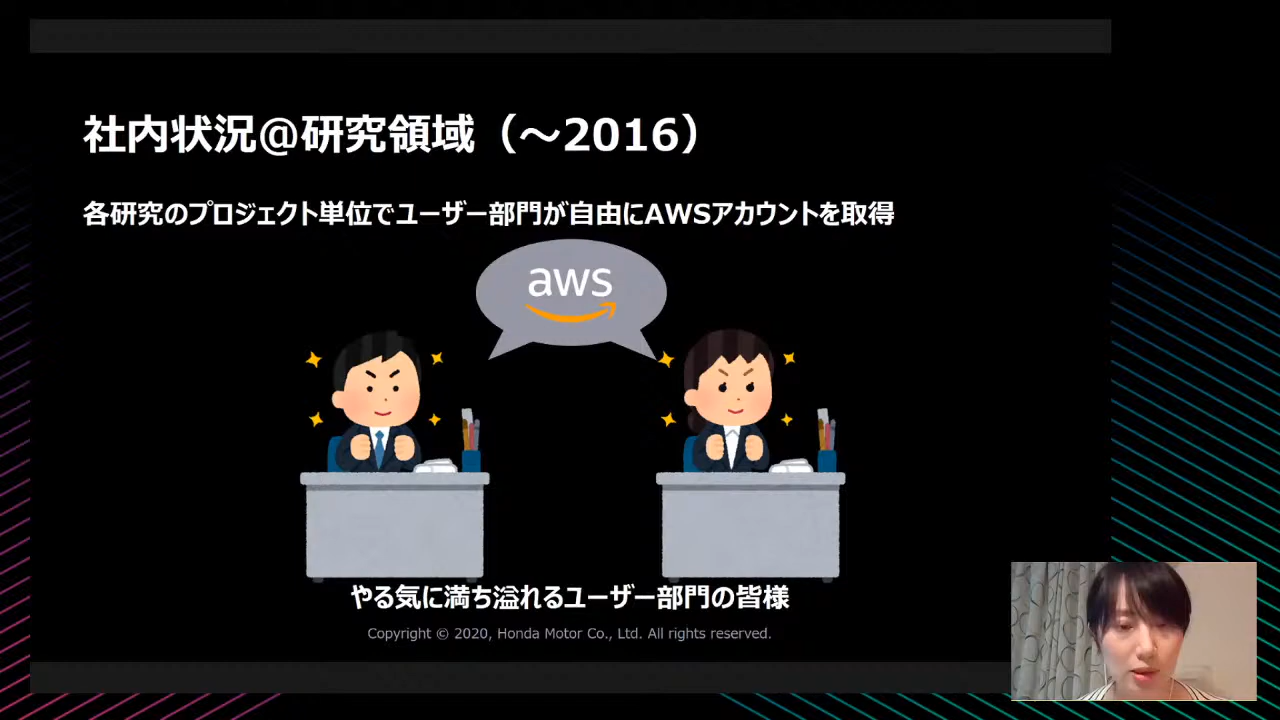 社内状況@研究領域（～2016）
各研究のプロジェクト単位でユーザー部門が自由にAWSアカウントを取得
aws
やる気に満ち溢れるユーザー部門の皆様
Copyright © 2020, Honda Motor Co., Ltd. All rights reserved.